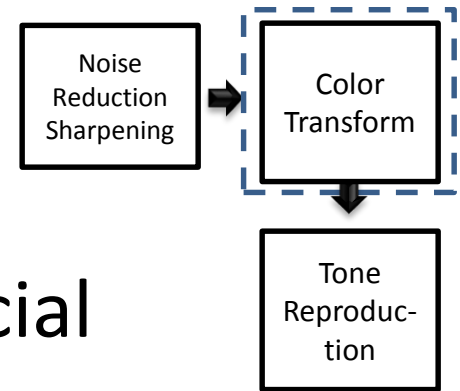 Noise
Reduction
Sharpening
Color
Transform
Tone
Reproduc-
tion
cial